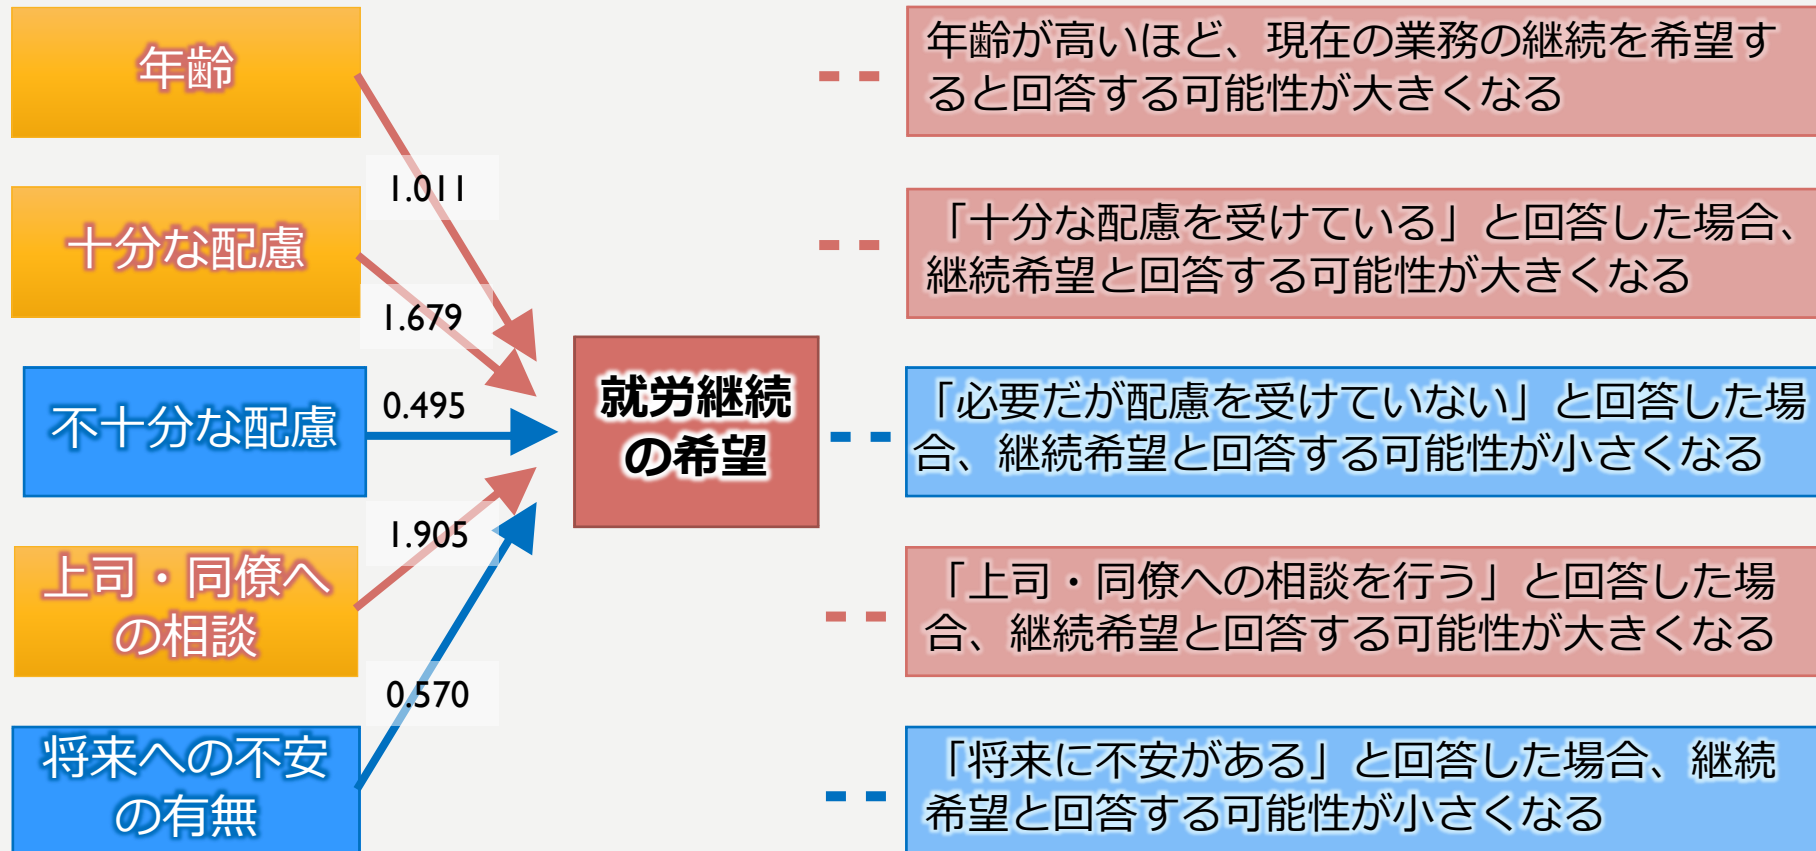 年齢
年齢が高いほど、現在の業務の継続を希望す
ると回答する可能性が大きくなる
1.011
十分な配慮
「十分な配慮を受けている」と回答した場合、
継続希望と回答する可能性が大きくなる
1.679
不十分な配慮
0.495
就労継続
の希望
「必要だが配慮を受けていない」と回答した場
合、継続希望と回答する可能性が小さくなる
1.905
上司・同僚へ
の相談
「上司・同僚への相談を行う」と回答した場
合、継続希望と回答する可能性が大きくなる
0.570
将来への不安
の有無
「将来に不安がある」と回答した場合、継続
希望と回答する可能性が小さくなる